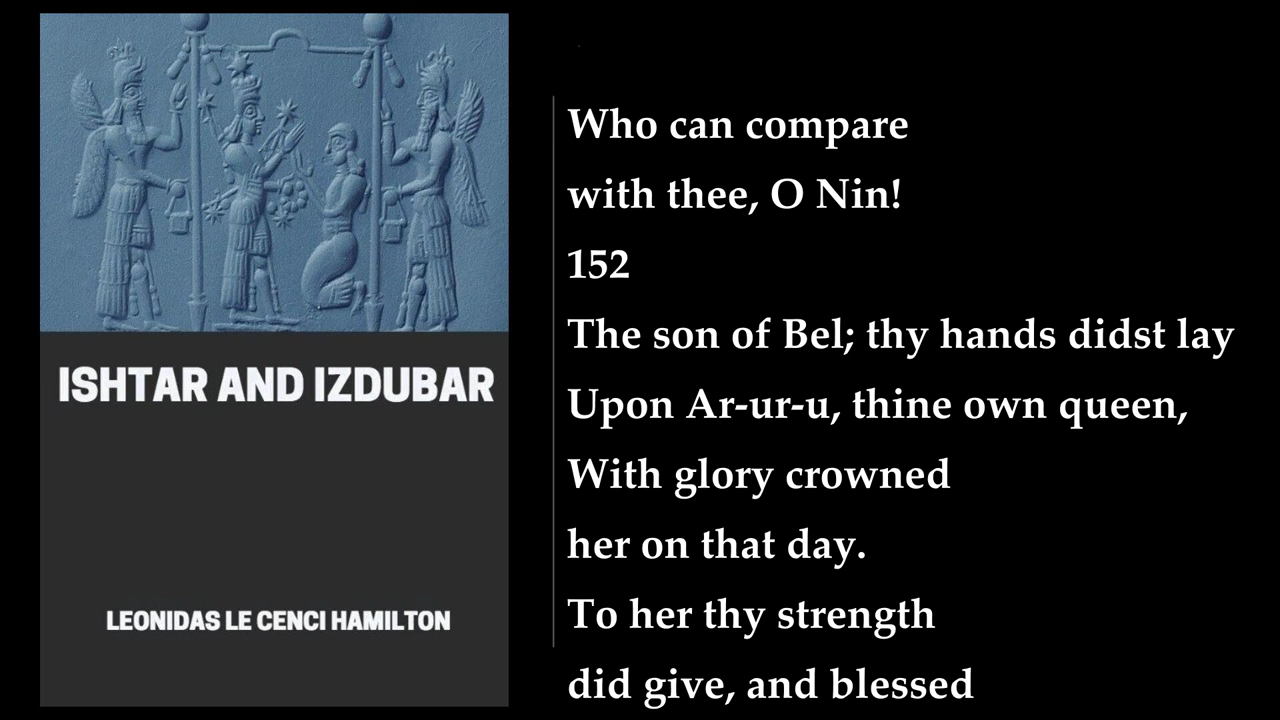 ISHTAR AND IZDUBAR
LEONIDAS LE CENCI HAMILTON
Who can compare
with thee, O Nin!
152
The son of Bel; thy hands didst lay
Upon Ar-ur-u, thine own queen,
With glory crowned
her on that day.
To her thy strength
did give, and blessed